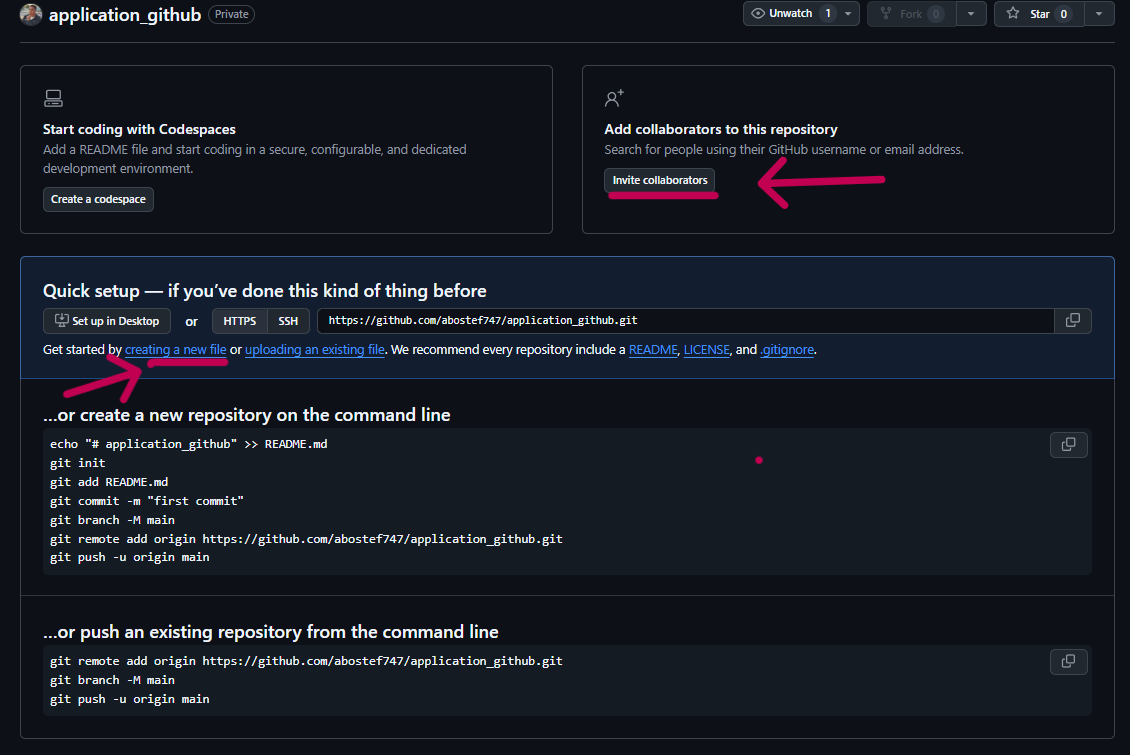 application_github Private
Unwatch 1 Fork 0 Star 0
Start coding with Codespaces
Add a README file and start coding in a secure, configurable, and dedicated
development environment.
Create a codespace
Add collaborators to this repository
Search for people using their GitHub username or email address.
Invite collaborators
Quick setup — if you’ve done this kind of thing before
Set up in Desktop or HTTPS SSH https://github.com/abostef747/application_github.git
Get started by creating a new file or uploading an existing file. We recommend every repository include a README, LICENSE, and .gitignore.
…or create a new repository on the command line
echo "# application_github" >> README.md
git init
git add README.md
git commit -m "first commit"
git branch -M main
git remote add origin https://github.com/abostef747/application_github.git
git push -u origin main
…or push an existing repository from the command line
git remote add origin https://github.com/abostef747/application_github.git
git branch -M main
git push -u origin main